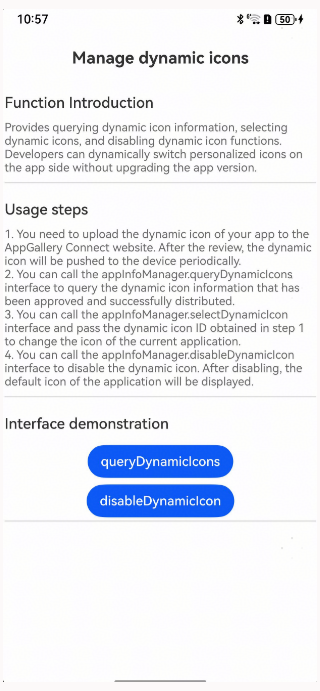 10:57
50
Manage dynamic icons
Function Introduction
Provides querying dynamic icon information, selecting
dynamic icons, and disabling dynamic icon functions.
Developers can dynamically switch personalized icons on
the app side without upgrading the app version.
Usage steps
1. You need to upload the dynamic icon of your app to the
AppGallery Connect website. After the review, the dynamic
icon will be pushed to the device periodically.
2. You can call the appInfoManager.queryDynamicIcons
interface to query the dynamic icon information that has
been approved and successfully distributed.
3. You can call the appInfoManager.selectDynamicIcon
interface and pass the dynamic icon ID obtained in step 1
to change the icon of the current application.
4. You can call the appInfoManager.disableDynamicIcon
interface to disable the dynamic icon. After disabling, the
default icon of the application will be displayed.
Interface demonstration
queryDynamicIcons
disableDynamicIcon